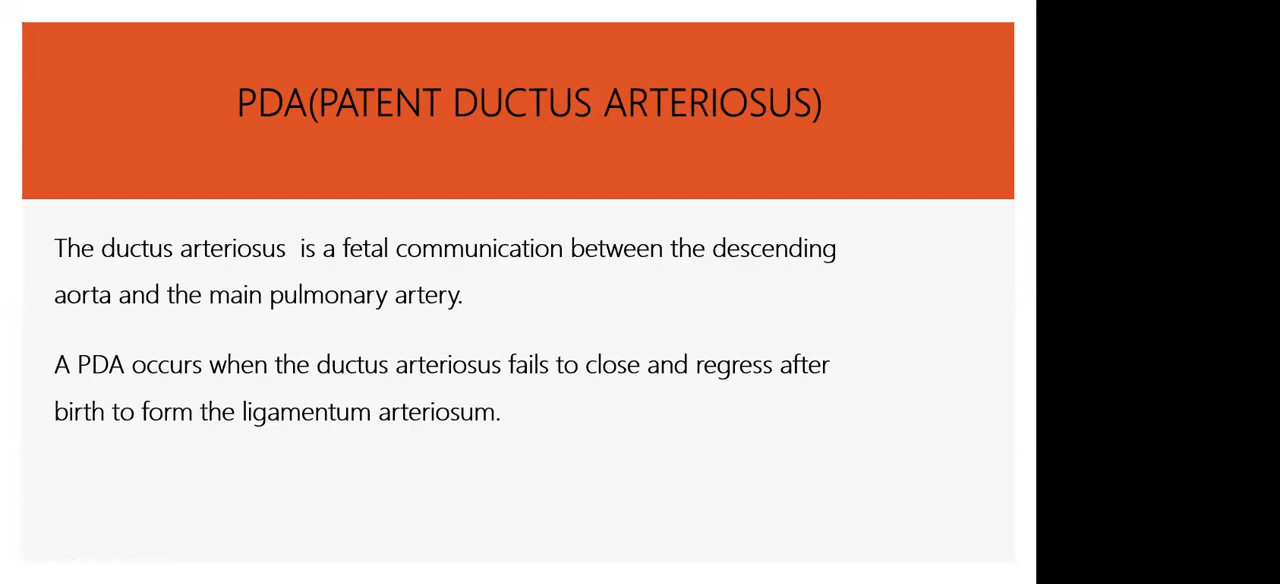 PDA(PATENT DUCTUS ARTERIOSUS)
The ductus arteriosus  is a fetal communication between the descending
aorta and the main pulmonary artery.
A PDA occurs when the ductus arteriosus fails to close and regress after
birth to form the ligamentum arteriosum.